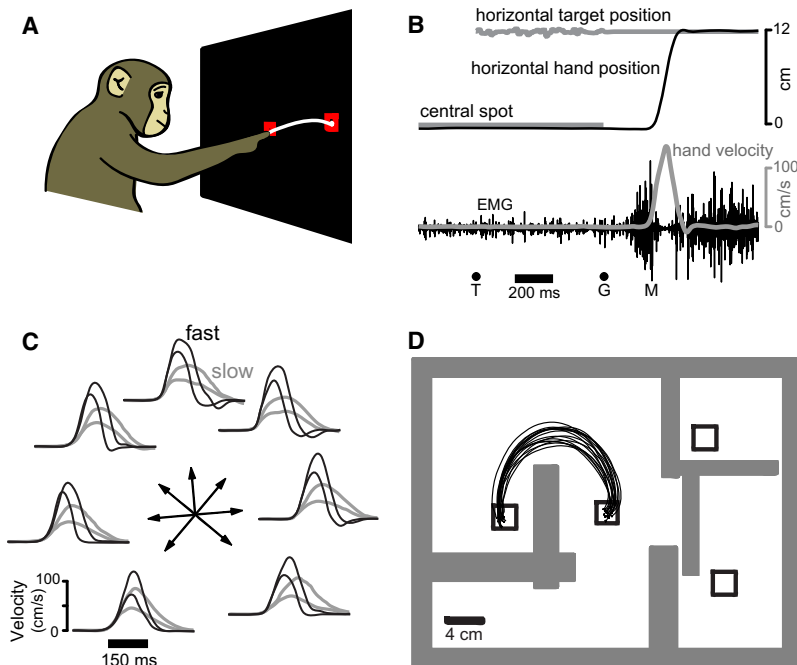 A
B
horizontal target position
12
horizontal hand position
cm
central spot
0
hand velocity
100
cm/s
EMG
0
T
200 ms
G
M
C
fast
slow
100
Velocity
(cm/s)
0
150 ms
D
4 cm